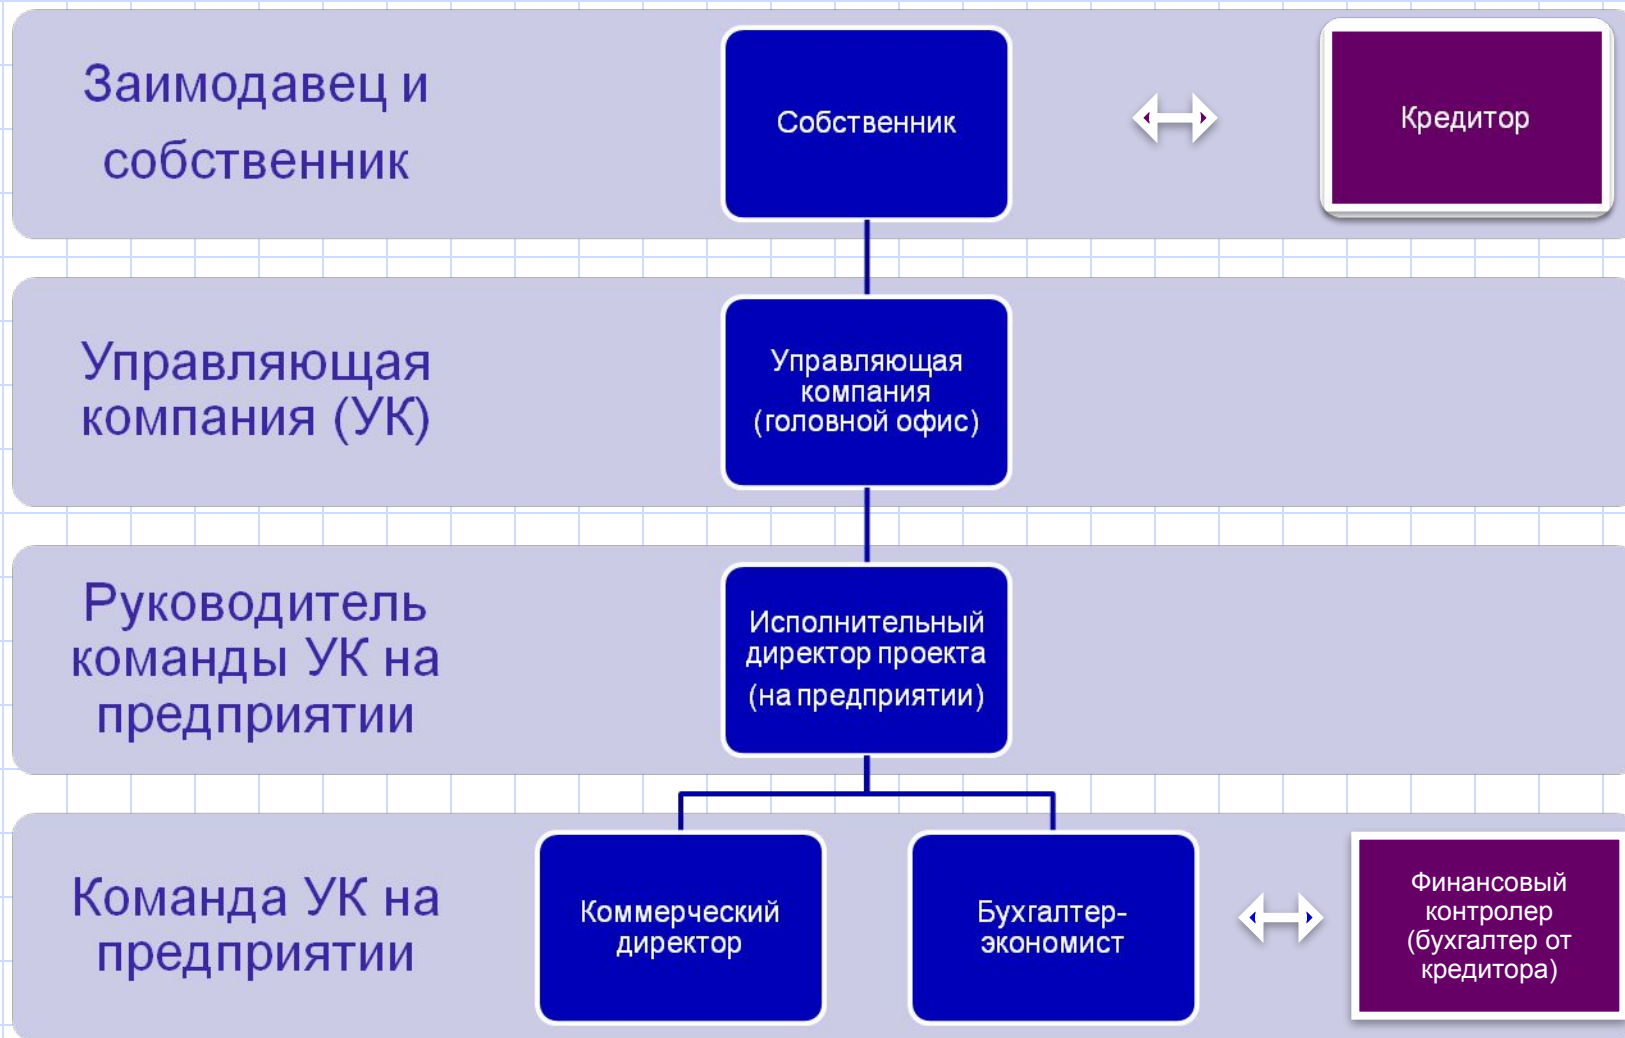 Заимодавец и
собственник
Собственник
Кредитор
Управляющая
компания (УК)
Управляющая
компания
(головной офис)
Руководитель
команды УК на
предприятии
Исполнительный
директор проекта
(на предприятии)
Команда УК на
предприятии
Коммерческий
директор
Бухгалтер-
экономист
Финансовый
контролер
(бухгалтер от
кредитора)